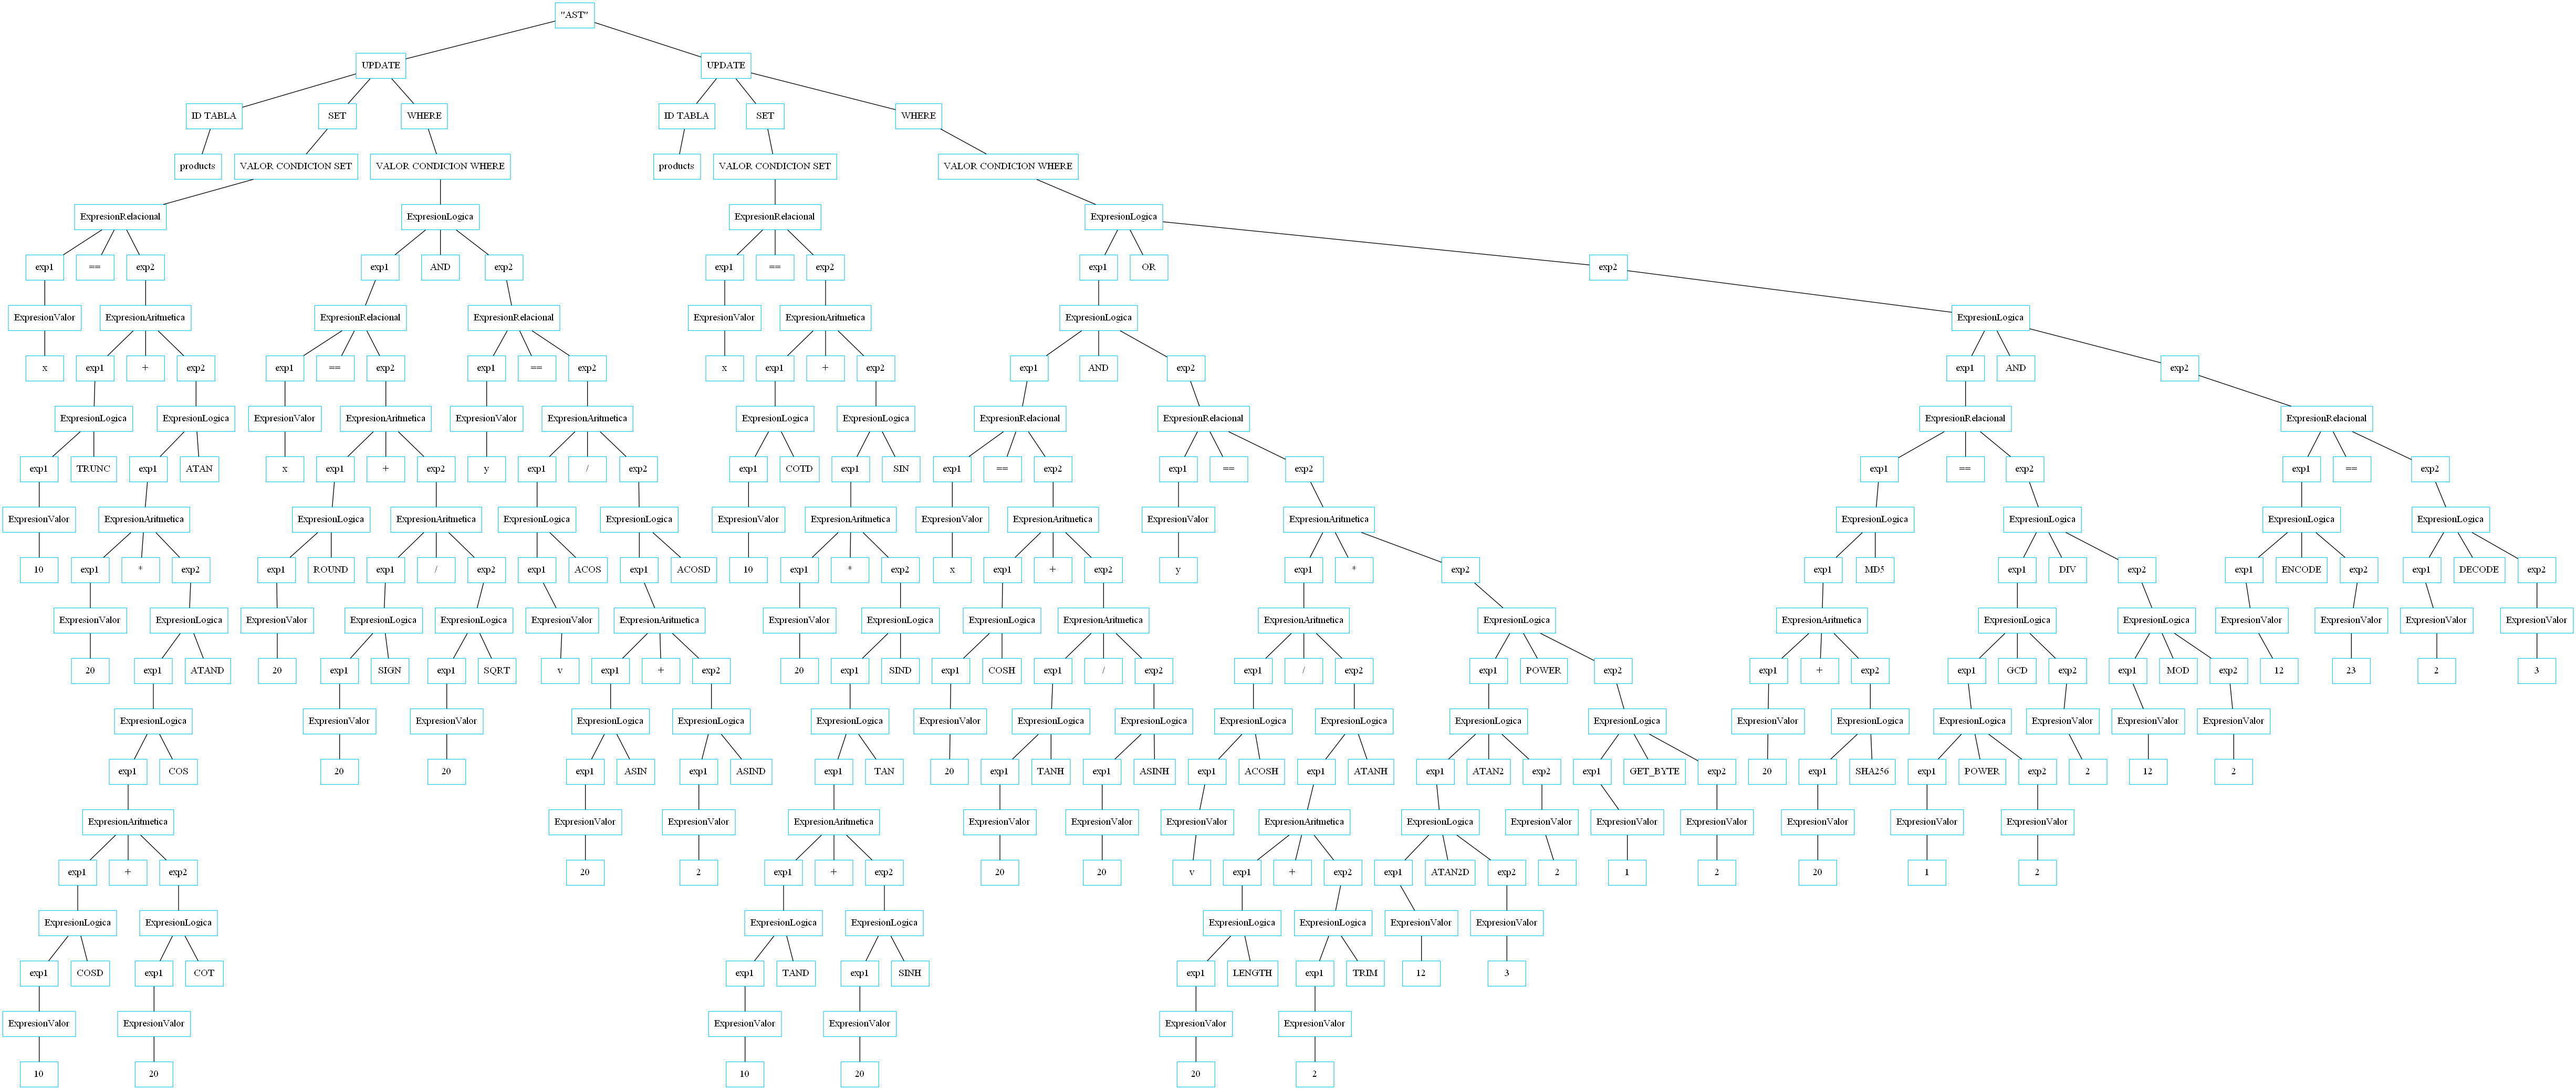 "AST"
UPDATE UPDATE
ID TABLA SET WHERE ID TABLA SET WHERE
products VALOR CONDICION SET VALOR CONDICION WHERE products VALOR CONDICION SET VALOR CONDICION WHERE
ExpresionRelacional ExpresionLogica ExpresionRelacional ExpresionLogica
exp1 == exp2 exp1 AND exp2 exp1 == exp2 exp1 OR exp2
ExpresionValor ExpresionAritmetica ExpresionRelacional ExpresionRelacional ExpresionValor ExpresionAritmetica ExpresionLogica ExpresionLogica
x exp1 + exp2 exp1 == exp2 exp1 == exp2 x exp1 + exp2 exp1 AND exp2 exp1 AND exp2
ExpresionLogica ExpresionLogica ExpresionValor ExpresionAritmetica ExpresionValor ExpresionAritmetica ExpresionLogica ExpresionLogica ExpresionRelacional ExpresionRelacional ExpresionRelacional ExpresionRelacional
exp1 TRUNC exp1 ATAN x exp1 + exp2 y exp1 / exp2 exp1 COTD exp1 SIN exp1 == exp2 exp1 == exp2 exp1 == exp2 exp1 == exp2
ExpresionValor ExpresionAritmetica ExpresionLogica ExpresionAritmetica ExpresionLogica ExpresionLogica ExpresionValor ExpresionAritmetica ExpresionValor ExpresionAritmetica ExpresionValor ExpresionAritmetica ExpresionLogica ExpresionLogica ExpresionLogica ExpresionLogica
10 exp1 * exp2 exp1 ROUND exp1 / exp2 exp1 ACOS exp1 ACOSD 10 exp1 * exp2 x exp1 + exp2 y exp1 * exp2 exp1 MD5 exp1 DIV exp2 exp1 ENCODE exp2 exp1 DECODE exp2
ExpresionValor ExpresionLogica ExpresionValor ExpresionLogica ExpresionLogica ExpresionValor ExpresionAritmetica ExpresionValor ExpresionLogica ExpresionLogica ExpresionAritmetica ExpresionAritmetica ExpresionLogica ExpresionAritmetica ExpresionLogica ExpresionLogica ExpresionValor ExpresionValor ExpresionValor ExpresionValor
20 exp1 ATAND 20 exp1 SIGN exp1 SQRT v exp1 + exp2 20 exp1 SIND exp1 COSH exp1 / exp2 exp1 / exp2 exp1 POWER exp2 exp1 + exp2 exp1 GCD exp2 exp1 MOD exp2 12 23 2 3
ExpresionLogica ExpresionValor ExpresionValor ExpresionLogica ExpresionLogica ExpresionLogica ExpresionValor ExpresionLogica ExpresionLogica ExpresionLogica ExpresionLogica ExpresionLogica ExpresionLogica ExpresionValor ExpresionLogica ExpresionLogica ExpresionValor ExpresionValor ExpresionValor
exp1 COS 20 20 exp1 ASIN exp1 ASIND exp1 TAN 20 exp1 TANH exp1 ASINH exp1 ACOSH exp1 ATANH exp1 ATAN2 exp2 exp1 GET_BYTE exp2 20 exp1 SHA256 exp1 POWER exp2 2 12 2
ExpresionAritmetica ExpresionValor ExpresionValor ExpresionAritmetica ExpresionValor ExpresionValor ExpresionValor ExpresionAritmetica ExpresionLogica ExpresionValor ExpresionValor ExpresionValor ExpresionValor ExpresionValor ExpresionValor
exp1 + exp2 20 2 exp1 + exp2 20 20 v exp1 + exp2 exp1 ATAN2D exp2 2 1 2 20 1 2
ExpresionLogica ExpresionLogica ExpresionLogica ExpresionLogica ExpresionLogica ExpresionLogica ExpresionValor ExpresionValor
exp1 COSD exp1 COT exp1 TAND exp1 SINH exp1 LENGTH exp1 TRIM 12 3
ExpresionValor ExpresionValor ExpresionValor ExpresionValor ExpresionValor ExpresionValor
10 20 10 20 20 2